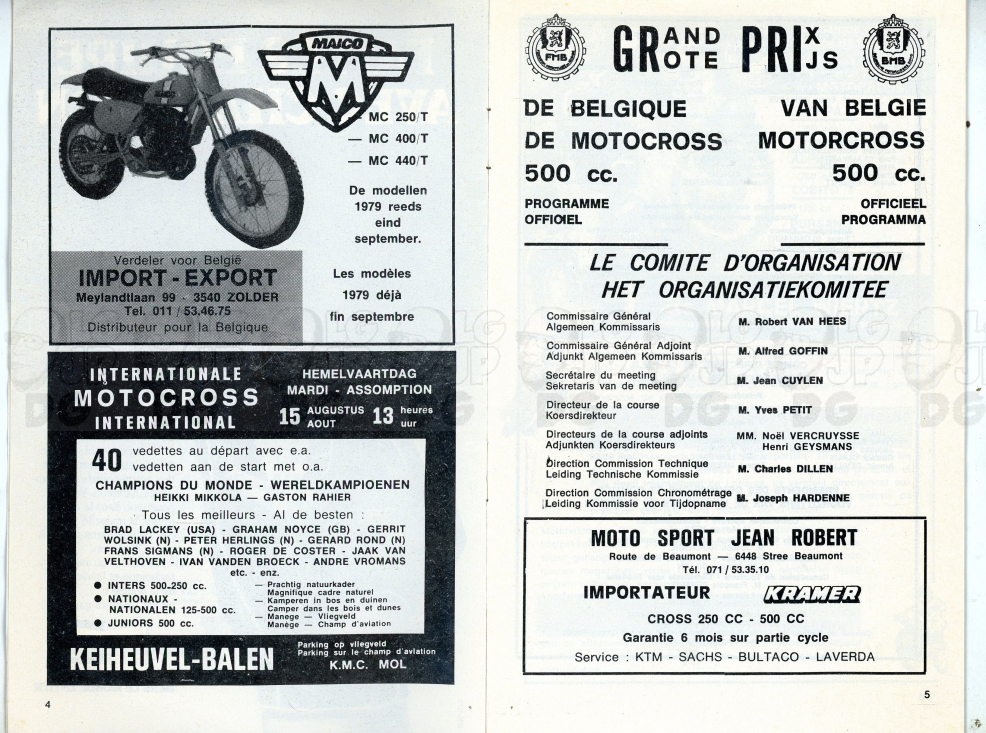 MAICO
M
— MC 250/T
— MC 400/T
— MC 440/T
De modellen
1979 reeds
eind
september.
Les modèles
1979 déjà
fin septembre
Verdeler voor België
IMPORT - EXPORT
Meylandtlaan 99 - 3540 ZOLDER
Tel. 011 / 53.46.75
Distributeur pour la Belgique
INTERNATIONALE
MOTOCROSS
INTERNATIONAL
HEMELVAARTDAG
MARDI - ASSOMPTION
15 AUGUSTUS AOUT 13 heures uur
40 vedettes au départ avec e.a.
vedetten aan de start met o.a.
CHAMPIONS DU MONDE - WERELDKAMPIOENEN
HEIKKI MIKKOLA — GASTON RAHIER
Tous les meilleurs - Al de besten :
BRAD LACKEY (USA) - GRAHAM NOYCE (GB) - GERRIT
WOLSINK (N) - PETER HERLINGS (N) - GERARD ROND (N)
FRANS SIGMANS (N) - ROGER DE COSTER - JAAK VAN
VELTHOVEN - IVAN VANDEN BROECK - ANDRE VROMANS
etc. - enz.
● INTERS 500-250 cc.
● NATIONAUX -
NATIONALEN 125-500 cc.
● JUNIORS 500 cc.
— Prachtig natuurkader
Magnifique cadre naturel
— Kamperen in bos en duinen
Camper dans les bois et dunes
— Manege — Vliegveld
Manège — Champ d'aviation
KEIHEUVEL-BALEN
Parking op vliegveld
Parking sur le champ d'aviation
K.M.C. MOL
4
FMB
GRAND PRIX
GROTE PRIJS
BMB
DE BELGIQUE
DE MOTOCROSS
500 cc.
PROGRAMME
OFFICIEL
VAN BELGIE
MOTORCROSS
500 cc.
OFFICIEEL
PROGRAMMA
LE COMITE D'ORGANISATION
HET ORGANISATIEKOMITEE
Commissaire Général
Algemeen Kommissaris
M. Robert VAN HEES
Commissaire Général Adjoint
Adjunkt Algemeen Kommissaris
M. Alfred GOFFIN
Secrétaire du meeting
Sekretaris van de meeting
M. Jean CUYLEN
Directeur de la course
Koersdirekteur
M. Yves PETIT
Directeurs de la course adjoints
Adjunkten Koersdirekteurs
MM. Noël VERCRUYSSE
Henri GEYSMANS
Direction Commission Technique
Leiding Technische Kommissie
M. Charles DILLEN
Direction Commission Chronométrage
Leiding Kommissie voor Tijdopname
M. Joseph HARDENNE
MOTO SPORT JEAN ROBERT
Route de Beaumont — 6448 Stree Beaumont
Tél. 071 / 53.35.10
IMPORTATEUR KRAMER
CROSS 250 CC - 500 CC
Garantie 6 mois sur partie cycle
Service : KTM - SACHS - BULTACO - LAVERDA
5